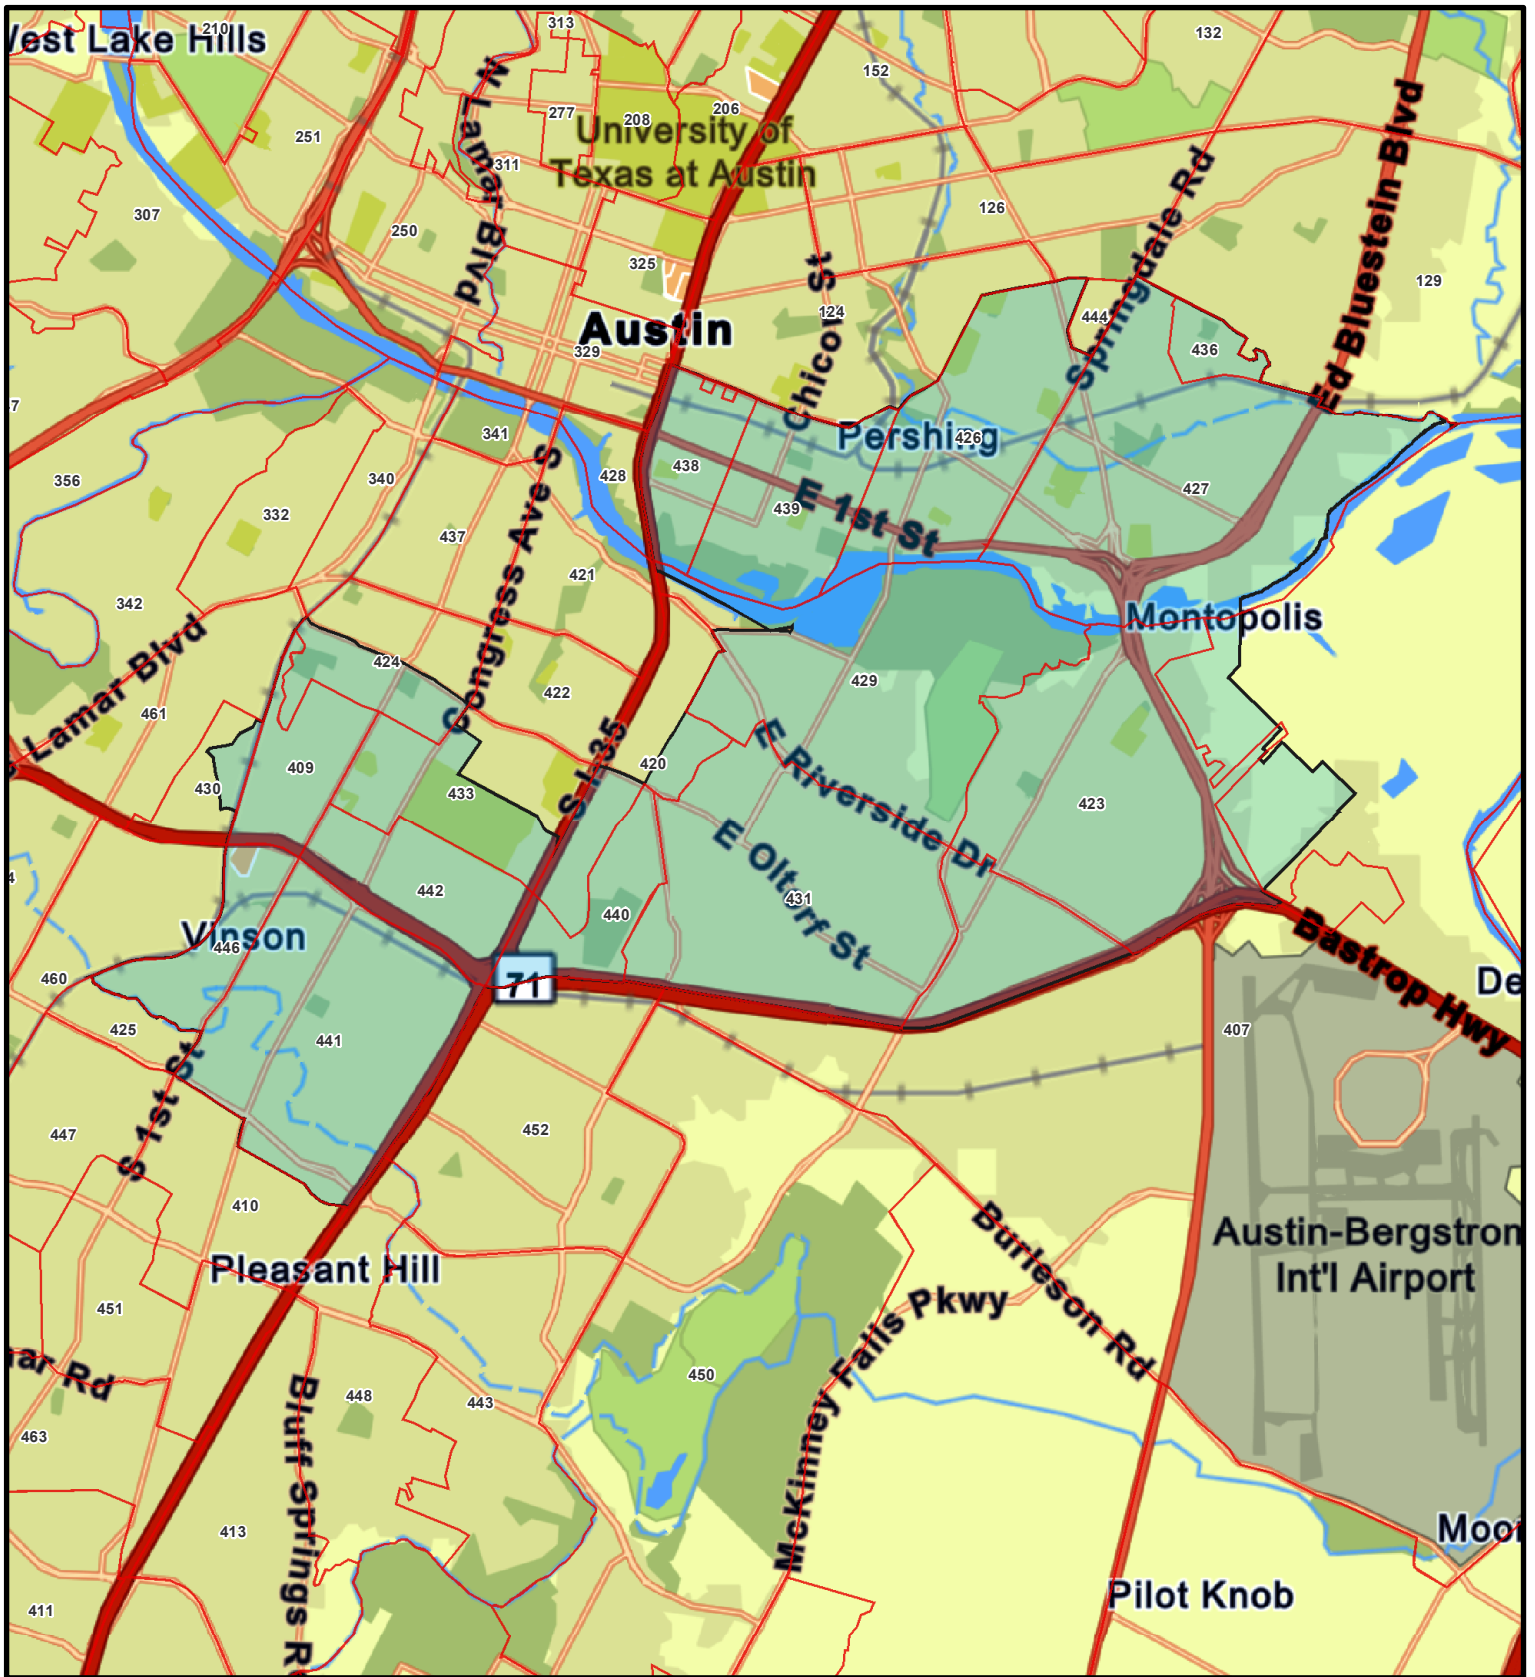 West Lake Hills
210
313
132
152
N Lamar Blvd
277
208
206
University of
Texas at Austin
251
311
307
250
126
Springdale Rd
Ed Bluestein Blvd
325
129
Chicon St
124
444
Austin
329
436
356
341
340
428
438
Pershing
426
439
E 1st St
427
332
437
Congress Ave S
421
342
Montopolis
Lamar Blvd
424
422
429
461
S I-35
420
409
430
433
E Riverside Dr
423
E Oltorf St
442
431
440
Vinson
446
71
460
Bastrop Hwy
De
425
441
407
S 1st St
447
452
410
Burleson Rd
Austin-Bergstrom
Int'l Airport
Pleasant Hill
451
McKinney Falls Pkwy
450
448
443
463
Bluff Springs R
413
Moor
411
Pilot Knob